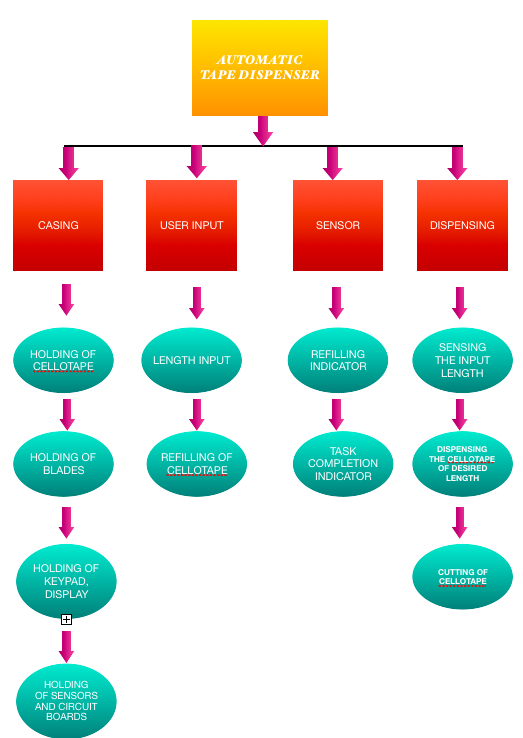 AUTOMATIC
TAPE DISPENSER
CASING
USER INPUT
SENSOR
DISPENSING
HOLDING OF
CELLOTAPE
LENGTH INPUT
REFILLING
INDICATOR
SENSING
THE INPUT
LENGTH
HOLDING OF
BLADES
REFILLING OF
CELLOTAPE
TASK
COMPLETION
INDICATOR
DISPENSING
THE CELLOTAPE
OF DESIRED
LENGTH
HOLDING OF
KEYPAD,
DISPLAY
CUTTING OF
CELLOTAPE
HOLDING
OF SENSORS
AND CIRCUIT
BOARDS